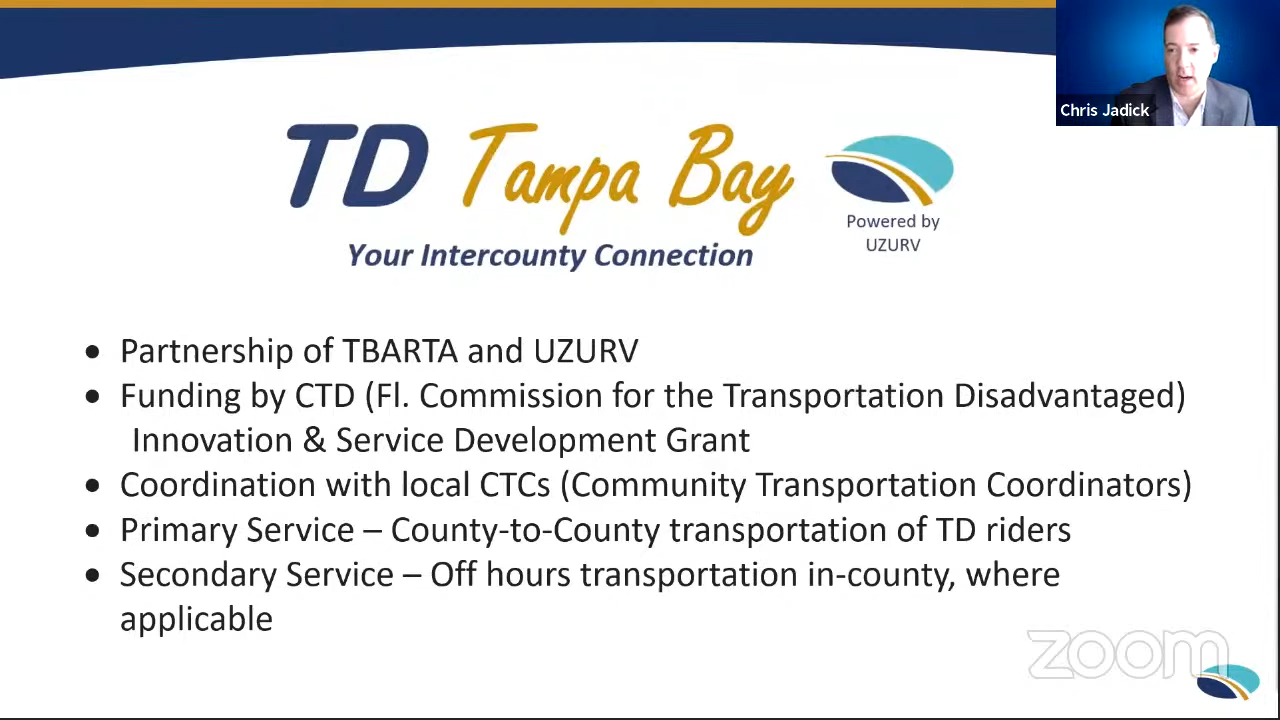 Chris Jadick
TD Tampa Bay
Powered by
UZURV
Your Intercounty Connection
• Partnership of TBARTA and UZURV
• Funding by CTD (Fl. Commission for the Transportation Disadvantaged)
Innovation & Service Development Grant
• Coordination with local CTCs (Community Transportation Coordinators)
• Primary Service – County-to-County transportation of TD riders
• Secondary Service – Off hours transportation in-county, where
applicable
zoom